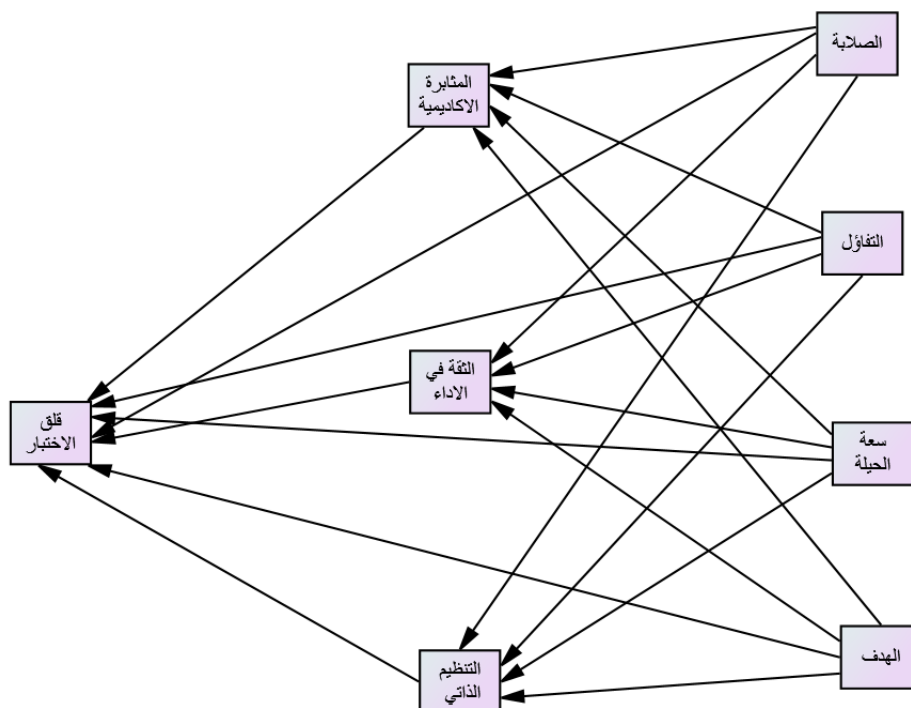 الصلابة
المثابرة
الاكاديمية
التفاؤل
الثقة في
الاداء
قلق
الاختبار
سعة
الحيلة
التنظيم
الذاتي
الهدف